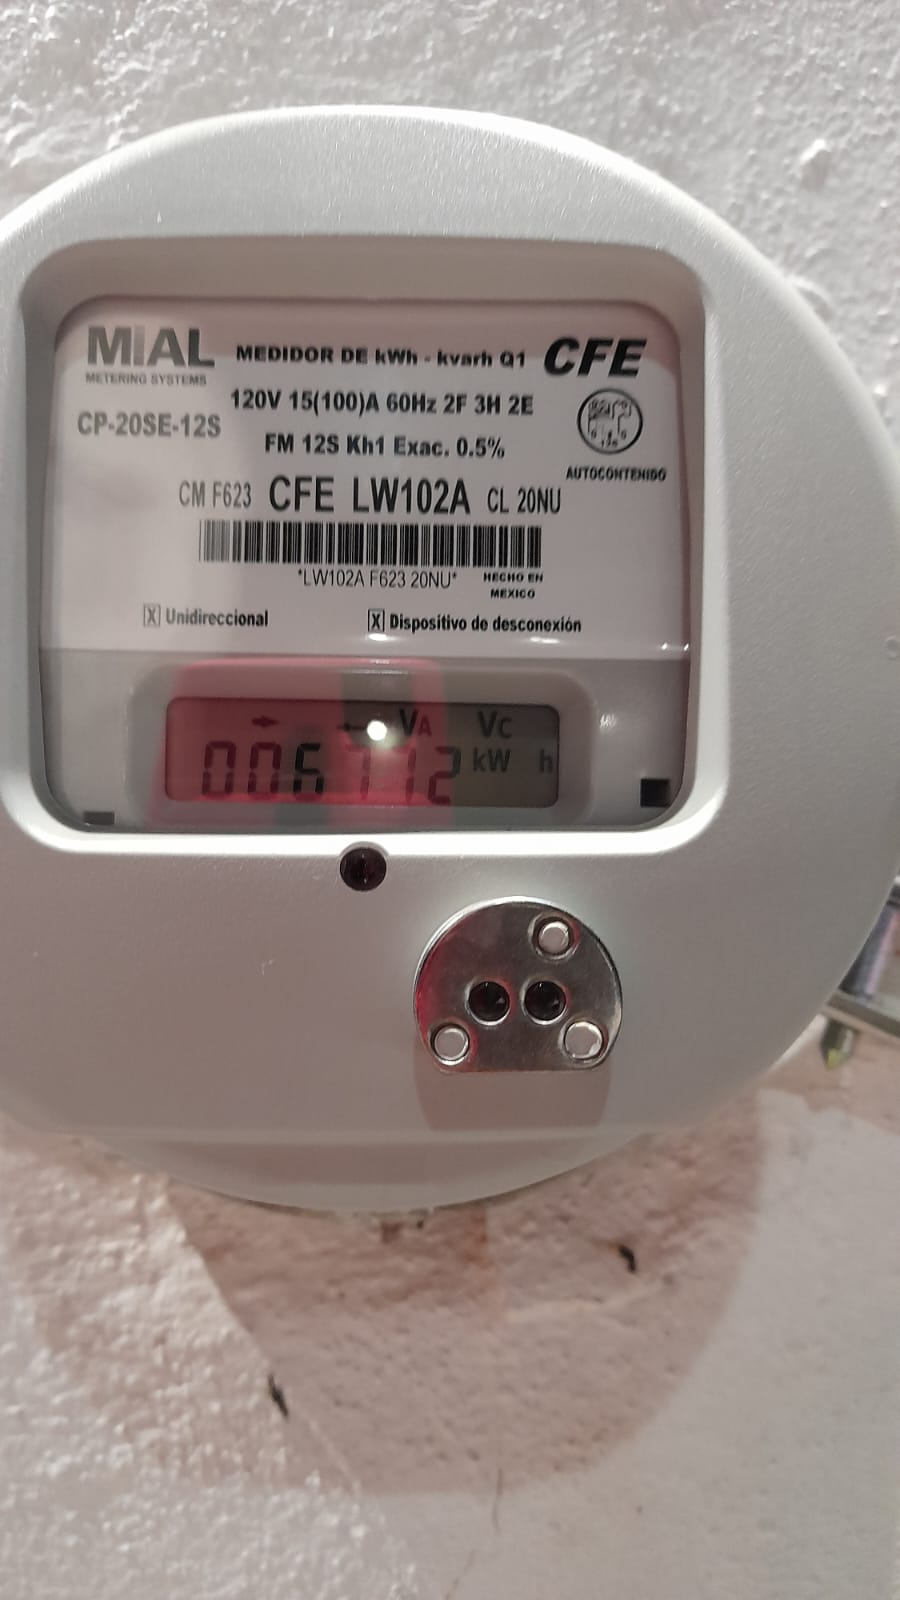 MIAL
METERING SYSTEMS
MEDIDOR DE kWh - kvarh Q1
CFE
120V 15(100)A 60Hz 2F 3H 2E
CP-20SE-12S
FM 12S Kh1 Exac. 0.5%
AUTOCONTENIDO
CM F623 CFE LW102A CL 20NU
*LW102A F623 20NU*
HECHO EN
MEXICO
X Unidireccional
X Dispositivo de desconexión
VA VC
006712 kW h